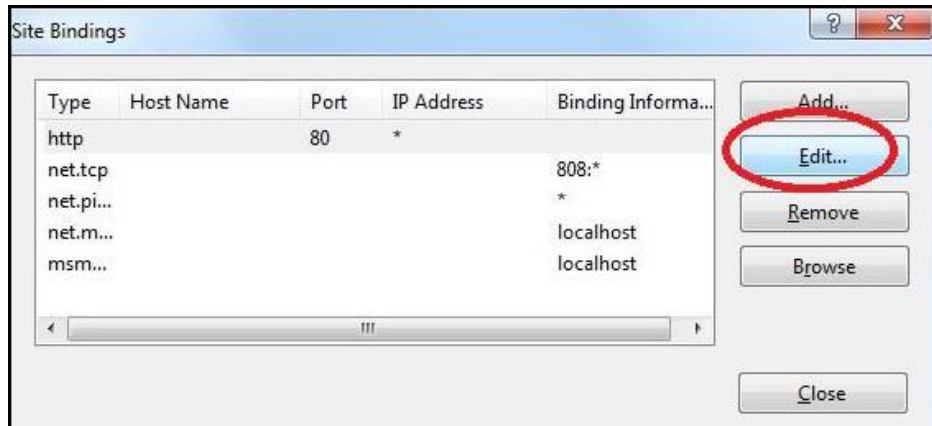 Site Bindings
Type Host Name Port IP Address Binding Informa...
http 80 *
net.tcp 808:*
net.pi... *
net.m... localhost
msm... localhost
Add...
Edit...
Remove
Browse
Close